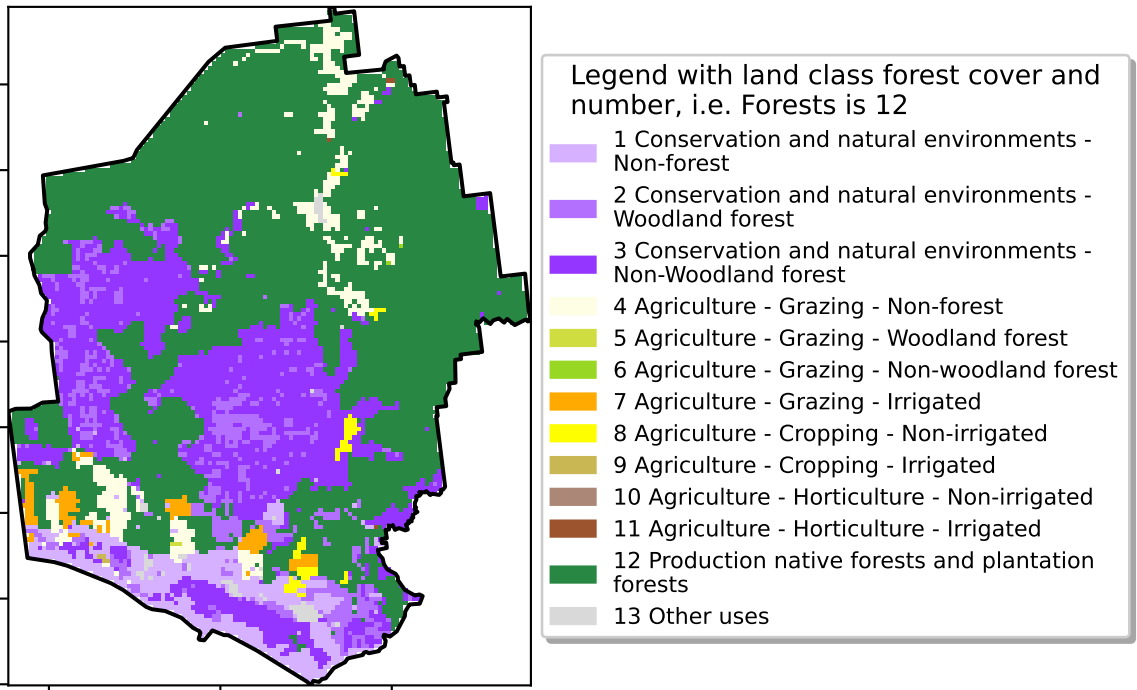 Legend with land class forest cover and
number, i.e. Forests is 12
1 Conservation and natural environments -
Non-forest
2 Conservation and natural environments -
Woodland forest
3 Conservation and natural environments -
Non-Woodland forest
4 Agriculture - Grazing - Non-forest
5 Agriculture - Grazing - Woodland forest
6 Agriculture - Grazing - Non-woodland forest
7 Agriculture - Grazing - Irrigated
8 Agriculture - Cropping - Non-irrigated
9 Agriculture - Cropping - Irrigated
10 Agriculture - Horticulture - Non-irrigated
11 Agriculture - Horticulture - Irrigated
12 Production native forests and plantation
forests
13 Other uses